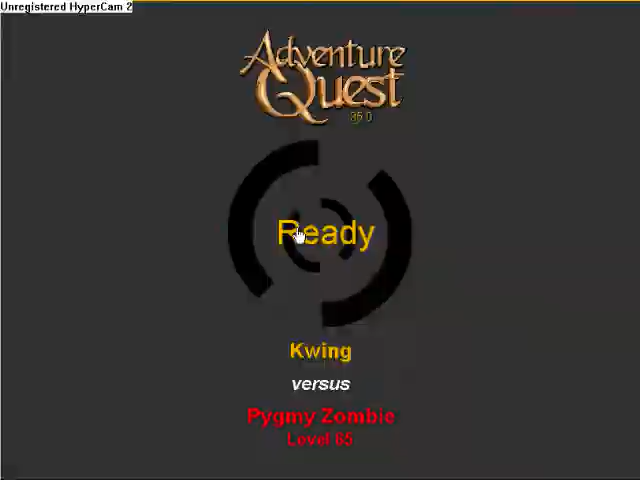 Unregistered HyperCam 2
Adventure
Quest
Ready
Kwing
versus
Pygmy Zombie
Level 65